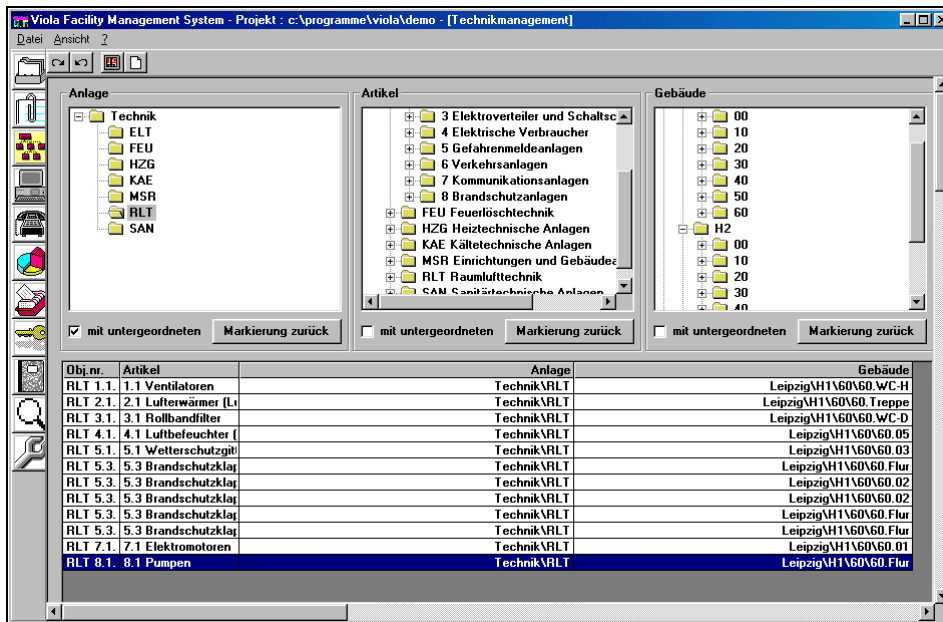 Viola Facility Management System - Projekt : c:\programme\viola\demo - [Technikmanagement]
Datei Ansicht ?
Anlage
Technik
ELT
FEU
HZG
KAE
MSR
RLT
SAN
mit untergeordneten Markierung zurück
Artikel
3 Elektroverteiler und Schaltsc
4 Elektrische Verbraucher
5 Gefahrenmeldeanlagen
6 Verkehrsanlagen
7 Kommunikationsanlagen
8 Brandschutzanlagen
FEU Feuerlöschtechnik
HZG Heiztechnische Anlagen
KAE Kältetechnische Anlagen
MSR Einrichtungen und Gebäudea
RLT Raumlufttechnik
SAN Sanitärtechnische Anlagen
mit untergeordneten Markierung zurück
Gebäude
00
10
20
30
40
50
60
H2
00
10
20
30
40
mit untergeordneten Markierung zurück
Obj.nr. Artikel Anlage Gebäude
RLT 1.1. 1.1 Ventilatoren Technik\RLT Leipzig\H1\60\60.WC-H
RLT 2.1. 2.1 Lufterwärmer (Lu Technik\RLT Leipzig\H1\60\60.Treppe
RLT 3.1. 3.1 Rollbandfilter Technik\RLT Leipzig\H1\60\60.WC-D
RLT 4.1. 4.1 Luftbefeuchter ( Technik\RLT Leipzig\H1\60\60.05
RLT 5.1. 5.1 Wetterschutzgitt Technik\RLT Leipzig\H1\60\60.03
RLT 5.3. 5.3 Brandschutzklap Technik\RLT Leipzig\H1\60\60.Flur
RLT 5.3. 5.3 Brandschutzklap Technik\RLT Leipzig\H1\60\60.02
RLT 5.3. 5.3 Brandschutzklap Technik\RLT Leipzig\H1\60\60.02
RLT 5.3. 5.3 Brandschutzklap Technik\RLT Leipzig\H1\60\60.Flur
RLT 5.3. 5.3 Brandschutzklap Technik\RLT Leipzig\H1\60\60.Flur
RLT 7.1. 7.1 Elektromotoren Technik\RLT Leipzig\H1\60\60.01
RLT 8.1. 8.1 Pumpen Technik\RLT Leipzig\H1\60\60.Flur